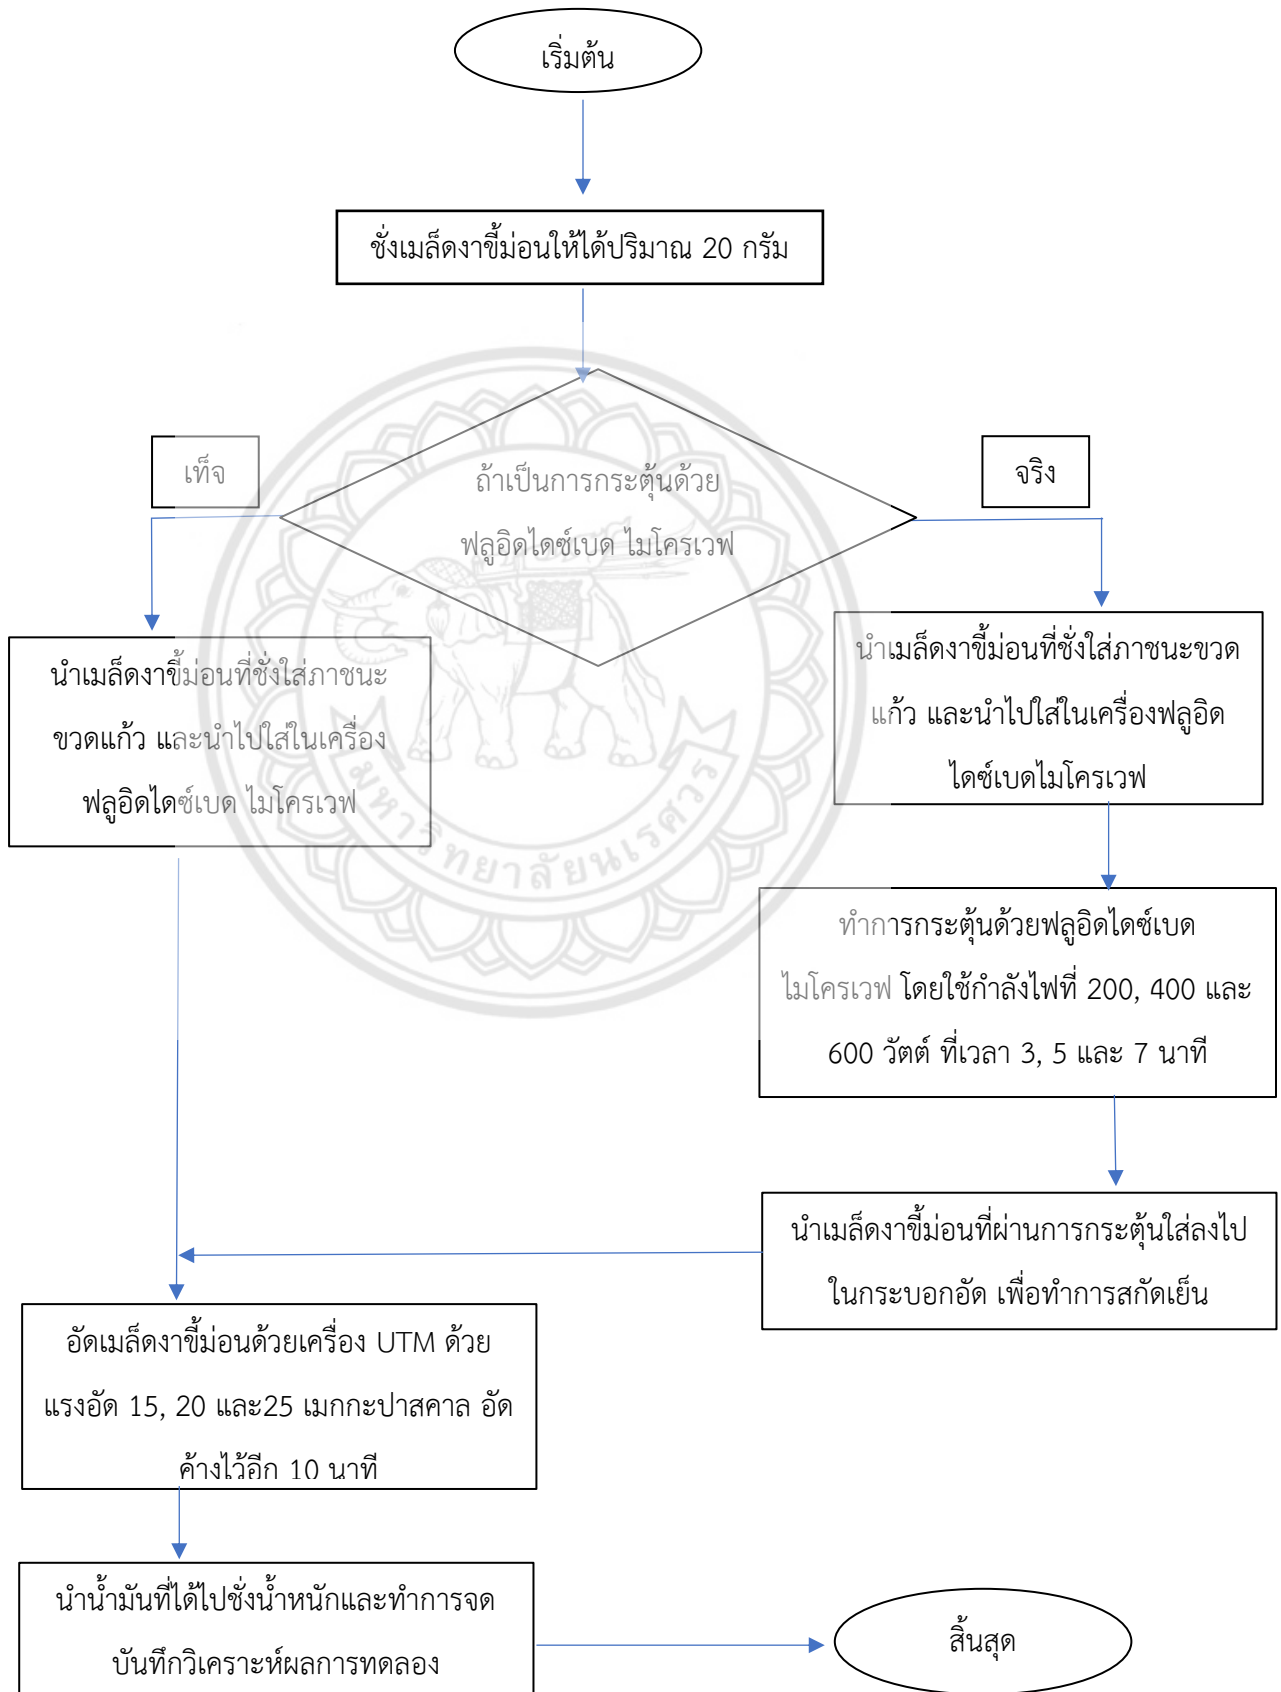 เริ่มต้น
ชั่งเมล็ดงาขี้ม่อนให้ได้ปริมาณ 20 กรัม
เท็จ
ถ้าเป็นการกระตุ้นด้วย
ฟลูอิดไดซ์เบด ไมโครเวฟ
จริง
นำเมล็ดงาขี้ม่อนที่ชั่งใส่ภาชนะ
ขวดแก้ว และนำไปใส่ในเครื่อง
ฟลูอิดไดซ์เบด ไมโครเวฟ
นำเมล็ดงาขี้ม่อนที่ชั่งใส่ภาชนะขวด
แก้ว และนำไปใส่ในเครื่องฟลูอิด
ไดซ์เบดไมโครเวฟ
มหาวิทยาลัยนเรศวร
ทำการกระตุ้นด้วยฟลูอิดไดซ์เบด
ไมโครเวฟ โดยใช้กำลังไฟที่ 200, 400 และ
600 วัตต์ ที่เวลา 3, 5 และ 7 นาที
นำเมล็ดงาขี้ม่อนที่ผ่านการกระตุ้นใส่ลงไป
ในกระบอกอัด เพื่อทำการสกัดเย็น
อัดเมล็ดงาขี้ม่อนด้วยเครื่อง UTM ด้วย
แรงอัด 15, 20 และ25 เมกกะปาสคาล อัด
ค้างไว้อีก 10 นาที
นำน้ำมันที่ได้ไปชั่งน้ำหนักและทำการจด
บันทึกวิเคราะห์ผลการทดลอง
สิ้นสุด